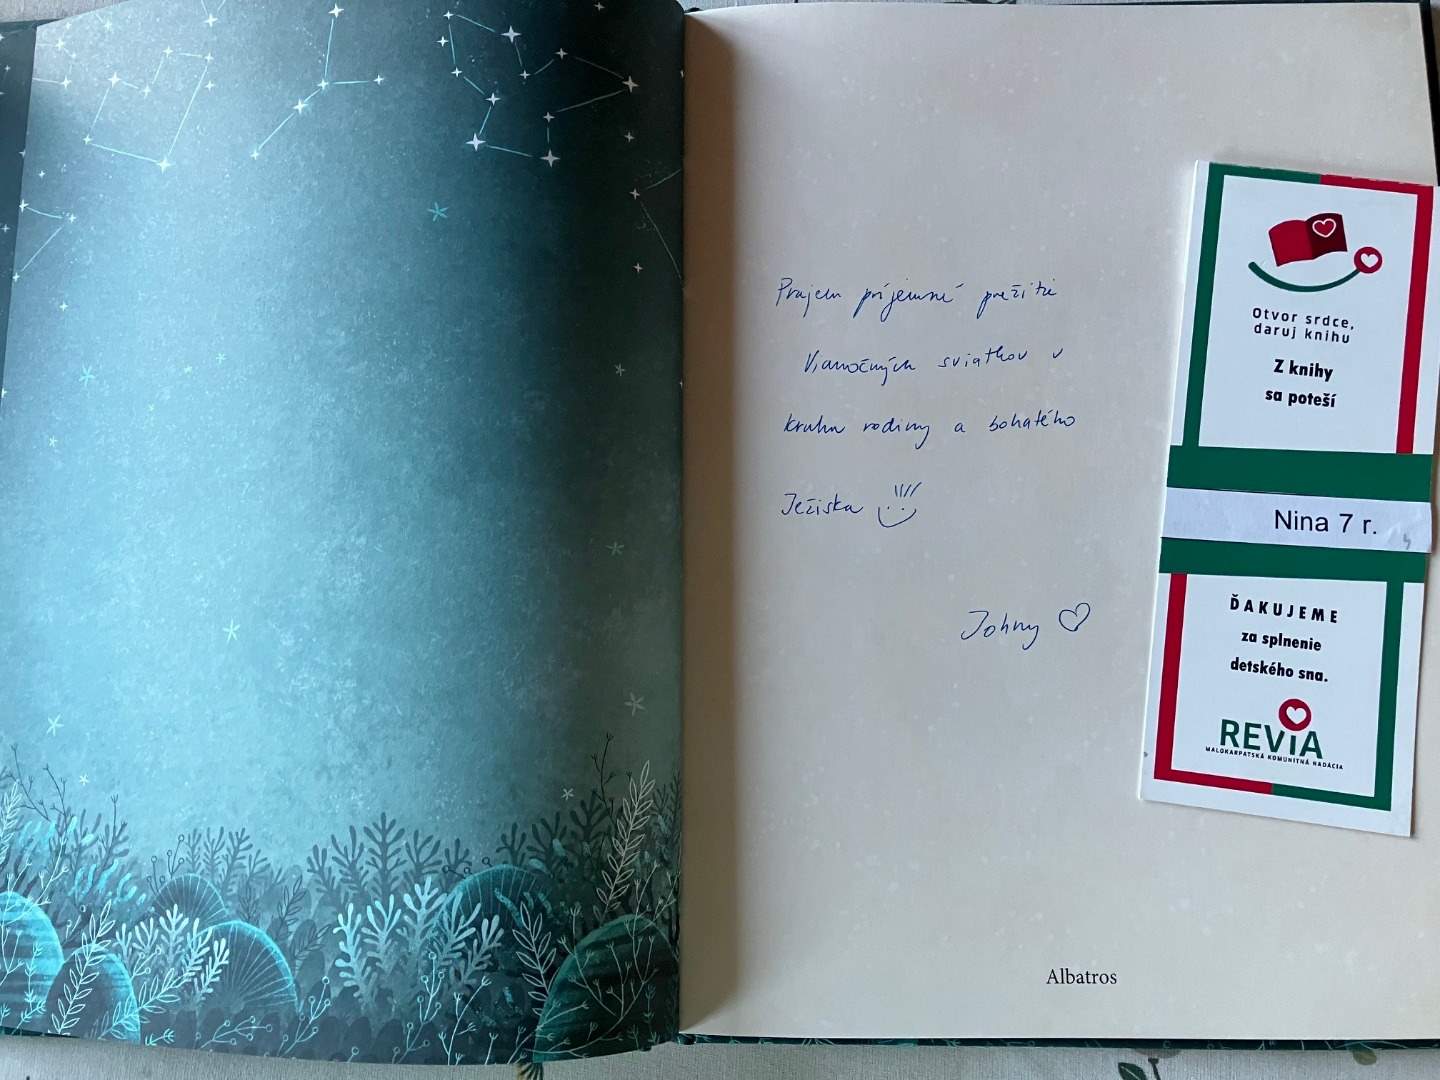 Prajem príjemné prežitie
Vianočných sviatkov v
kruhu rodiny a bohatého
Ježiska
Johny
Albatros
Otvor srdce,
daruj knihu
Z knihy
sa poteší
Nina 7 r.
ĎAKUJEME
za splnenie
detského sna.
REViA
MALOKARPATSKÁ KOMUNITNÁ NADÁCIA